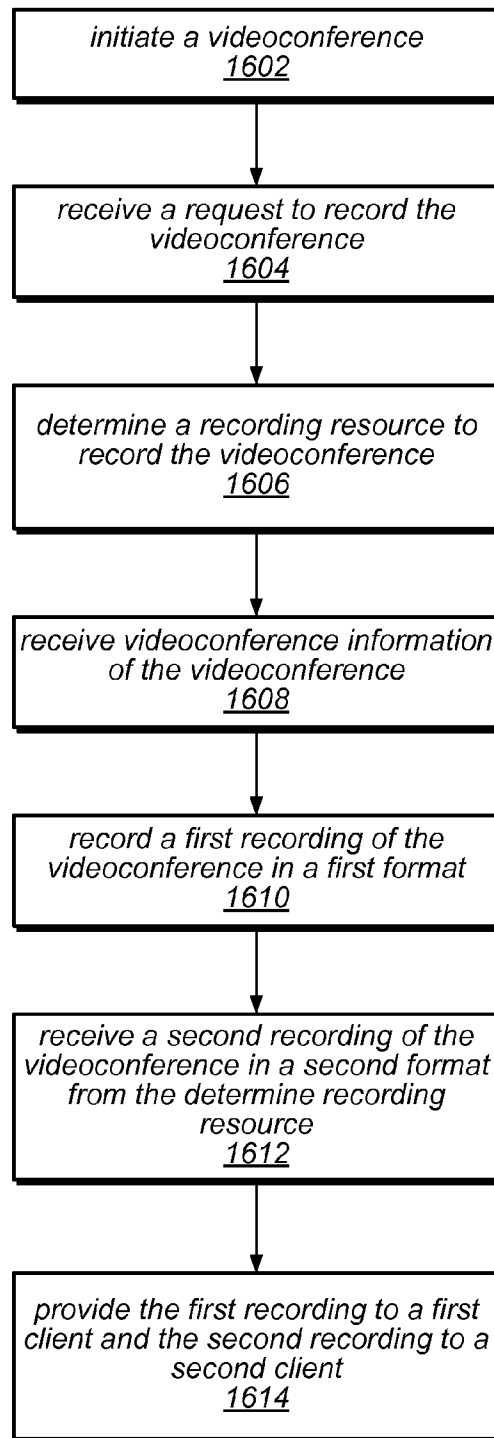 initiate a videoconference
1602
receive a request to record the
videoconference
1604
determine a recording resource to
record the videoconference
1606
receive videoconference information
of the videoconference
1608
record a first recording of the
videoconference in a first format
1610
receive a second recording of the
videoconference in a second format
from the determine recording
resource
1612
provide the first recording to a first
client and the second recording to a
second client
1614